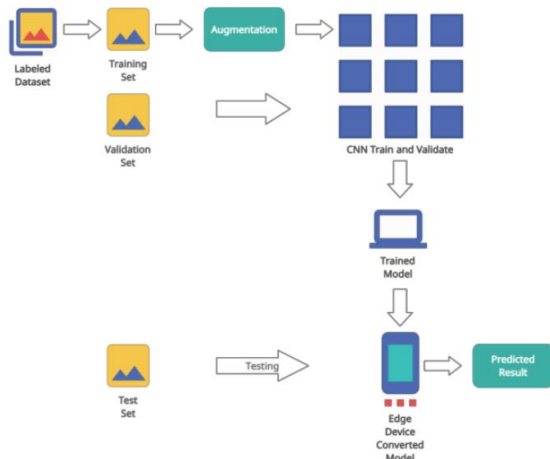 Labeled
Dataset
Training
Set
Augmentation
Validation
Set
CNN Train and Validate
Trained
Model
Test
Set
Testing
Edge
Device
Converted
Model
Predicted
Result